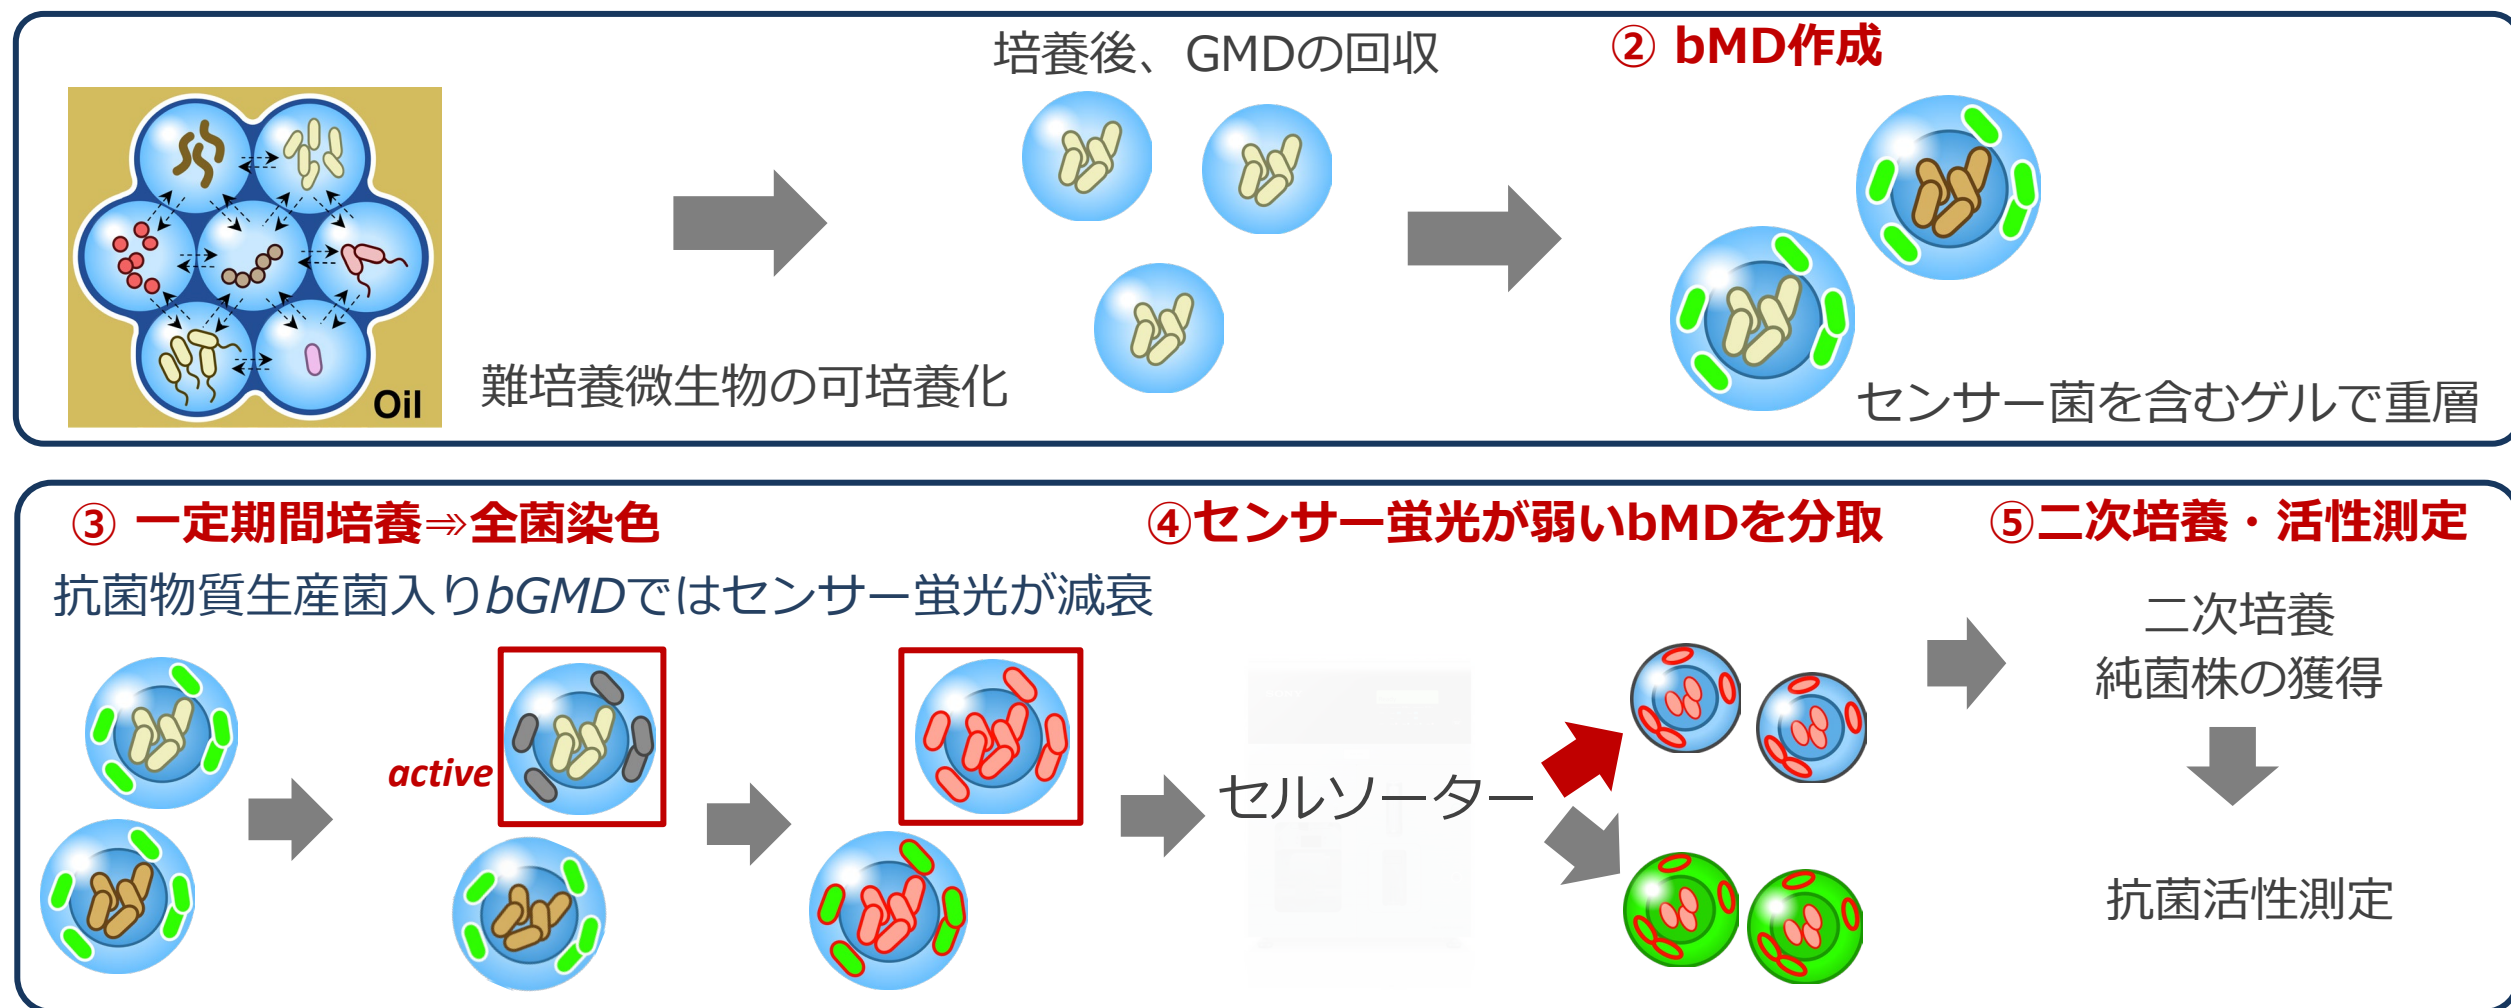 培養後、GMDの回収
② bMD作成
Oil
難培養微生物の可培養化
センサー菌を含むゲルで重層
③ 一定期間培養⇒全菌染色
抗菌物質生産菌入りbGMDではセンサー蛍光が減衰
active
④センサー蛍光が弱いbMDを分取
セルソーター
⑤二次培養・活性測定
二次培養
純菌株の獲得
抗菌活性測定